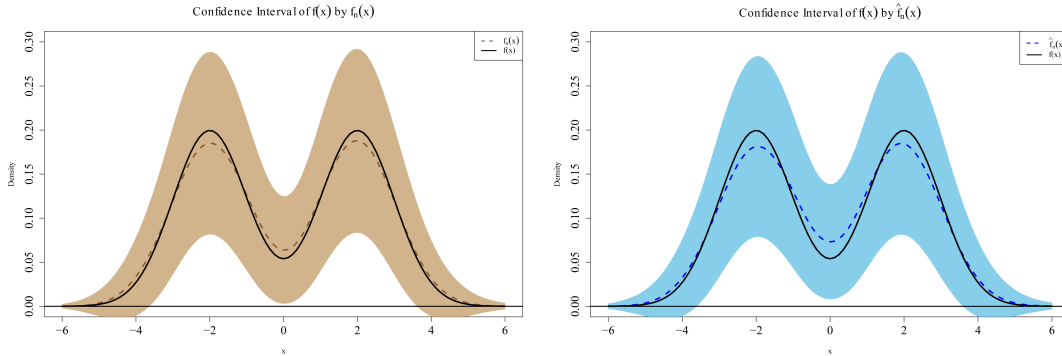 Confidence Interval of f(x) by fₙ(x)
fₙ(x)
f(x)
Density
0.30
0.25
0.20
0.15
0.10
0.05
0.00
−6 −4 −2 0 2 4 6
x
Confidence Interval of f(x) by f̂ₙ(x)
f̂ₙ(x)
f(x)
Density
0.30
0.25
0.20
0.15
0.10
0.05
0.00
−6 −4 −2 0 2 4 6
x